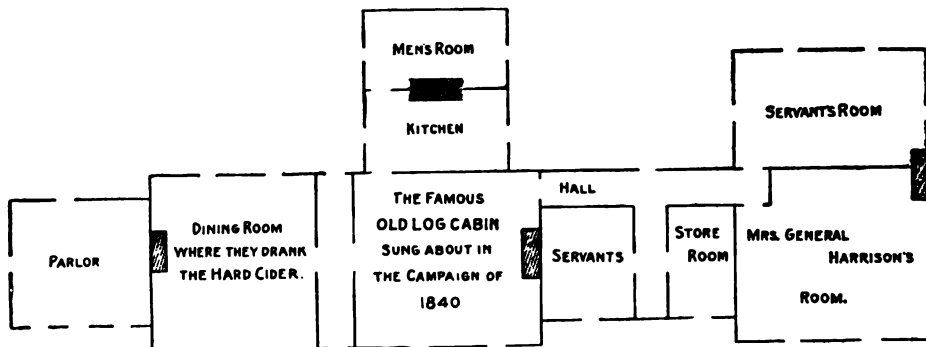 MEN'S ROOM
KITCHEN
SERVANT'S ROOM
PARLOR
DINING ROOM
WHERE THEY DRANK
THE HARD CIDER.
THE FAMOUS
OLD LOG CABIN
SUNG ABOUT IN
THE CAMPAIGN OF
1840
HALL
SERVANTS
STORE
ROOM
MRS. GENERAL
HARRISON'S
ROOM.